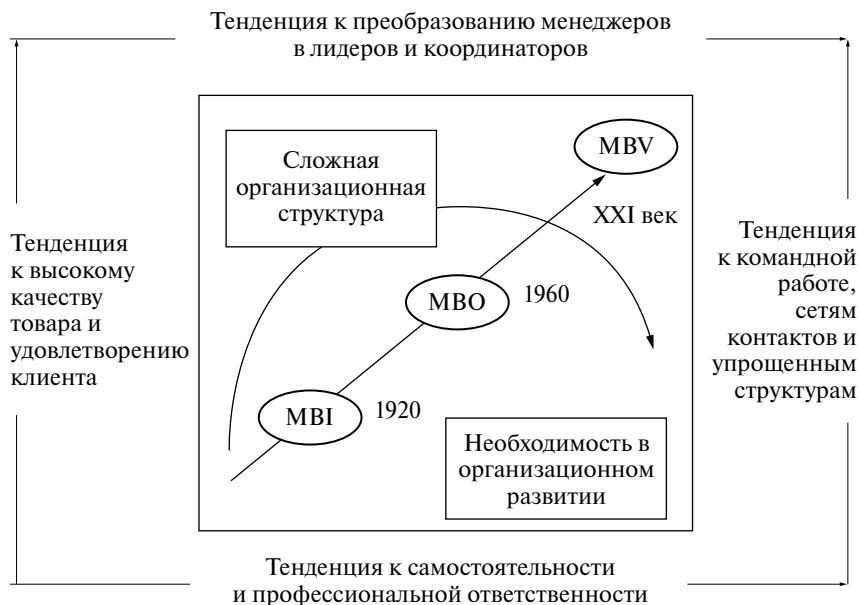 Тенденция к преобразованию менеджеров
в лидеров и координаторов
MBV
Сложная
организационная
структура
XXI век
Тенденция
к высокому
качеству
товара и
удовлетворению
клиента
Тенденция
к командной
работе,
сетям
контактов и
упрощенным
структурам
MBO
1960
MBI
1920
Необходимость в
организационном
развитии
Тенденция к самостоятельности
и профессиональной ответственности